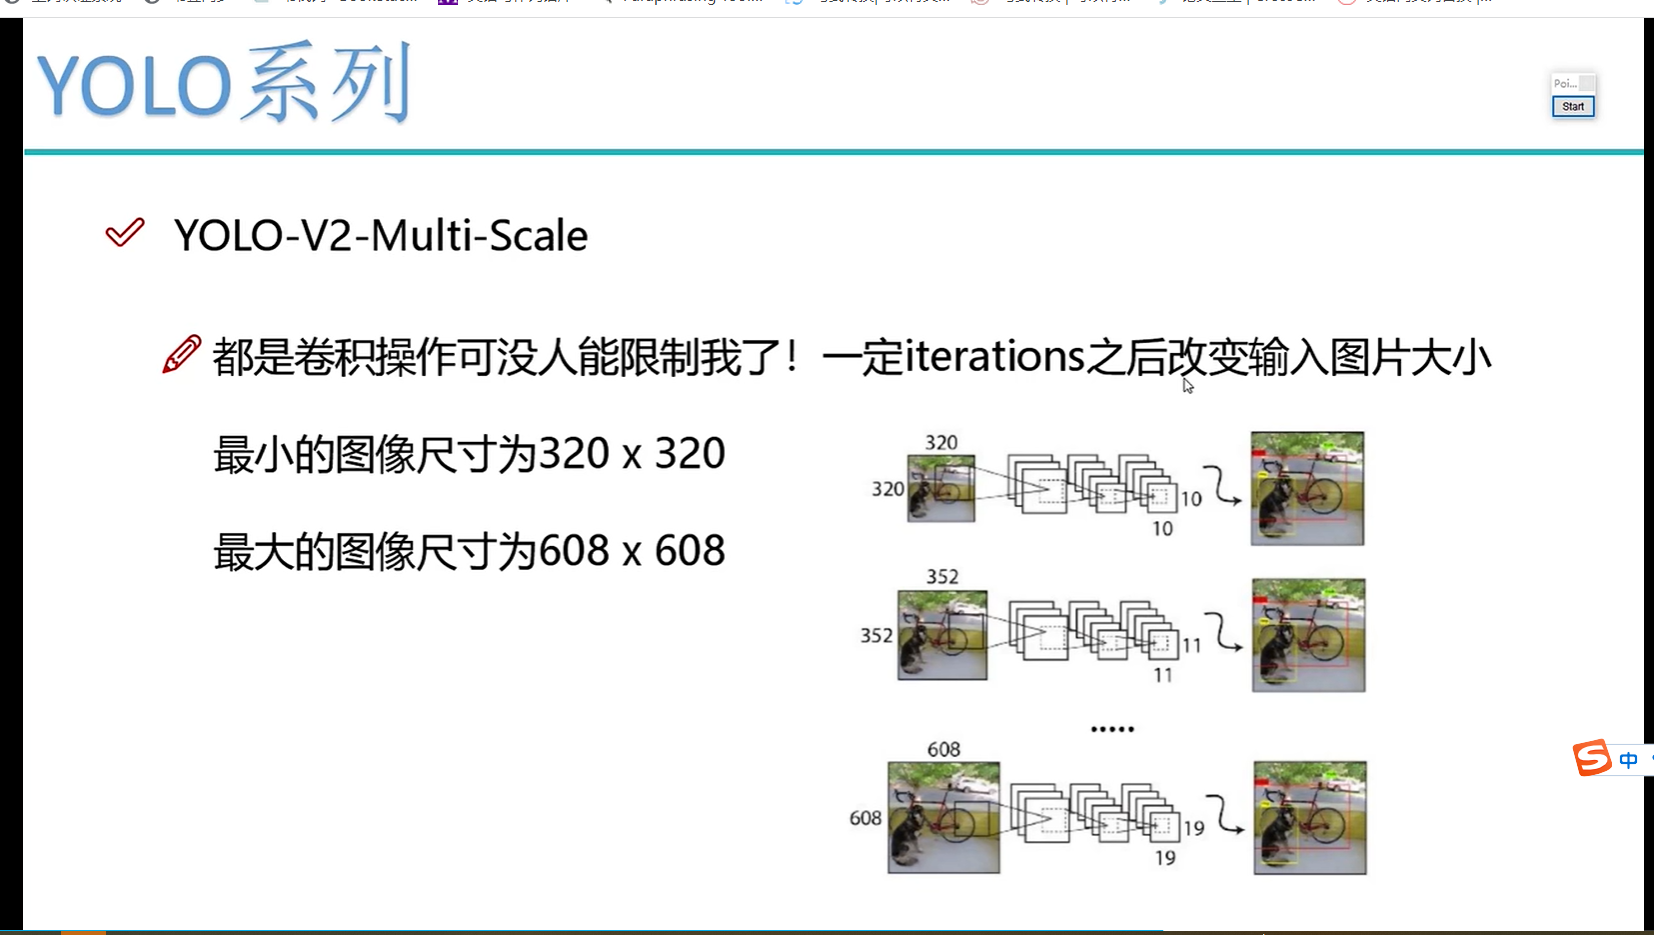 YOLO系列
Poi...
Start
YOLO-V2-Multi-Scale
都是卷积操作可没人能限制我了！一定iterations之后改变输入图片大小
最小的图像尺寸为320 x 320
最大的图像尺寸为608 x 608
320
320
10
10
352
352
11
11
.....
608
608
19
19
中